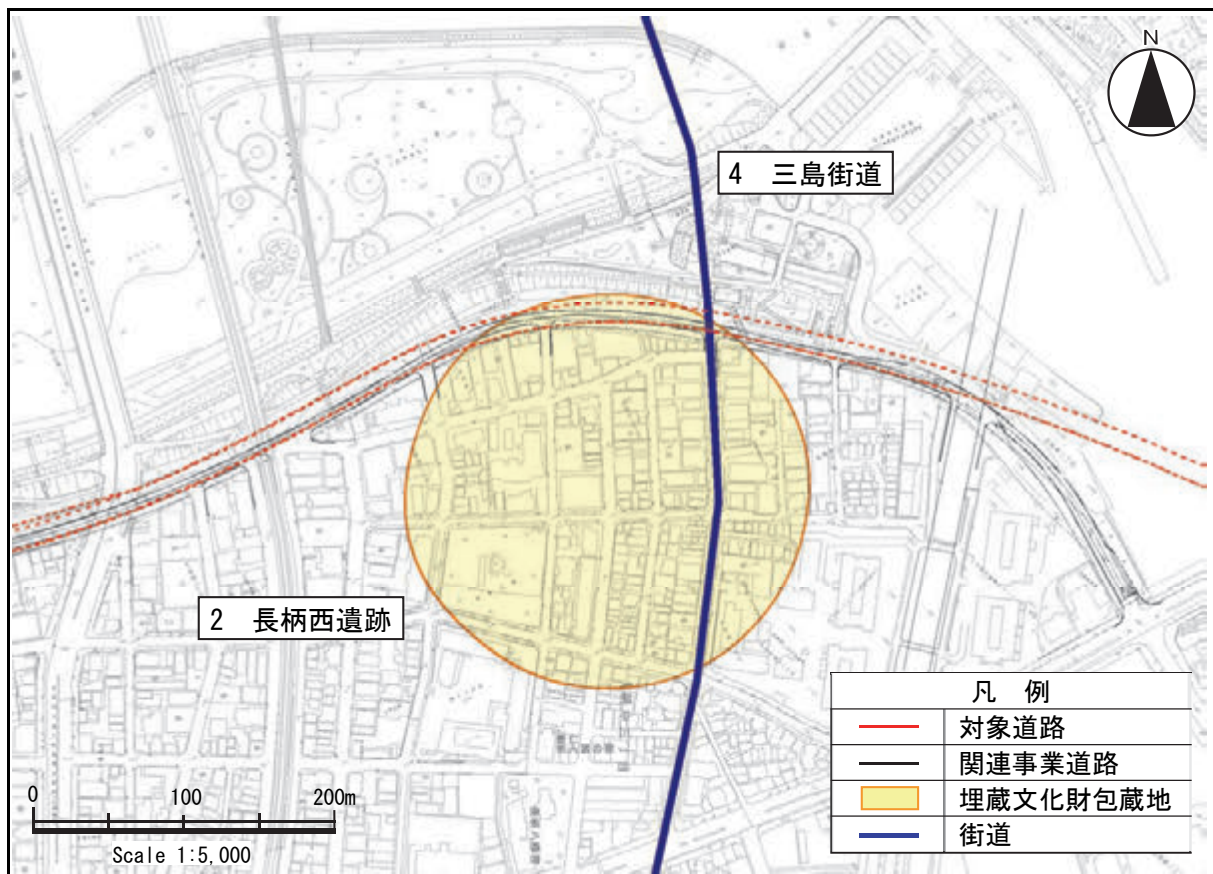 N
4 三島街道
2 長柄西遺跡
凡 例
対象道路
関連事業道路
埋蔵文化財包蔵地
街道
0 100 200m
Scale 1:5,000